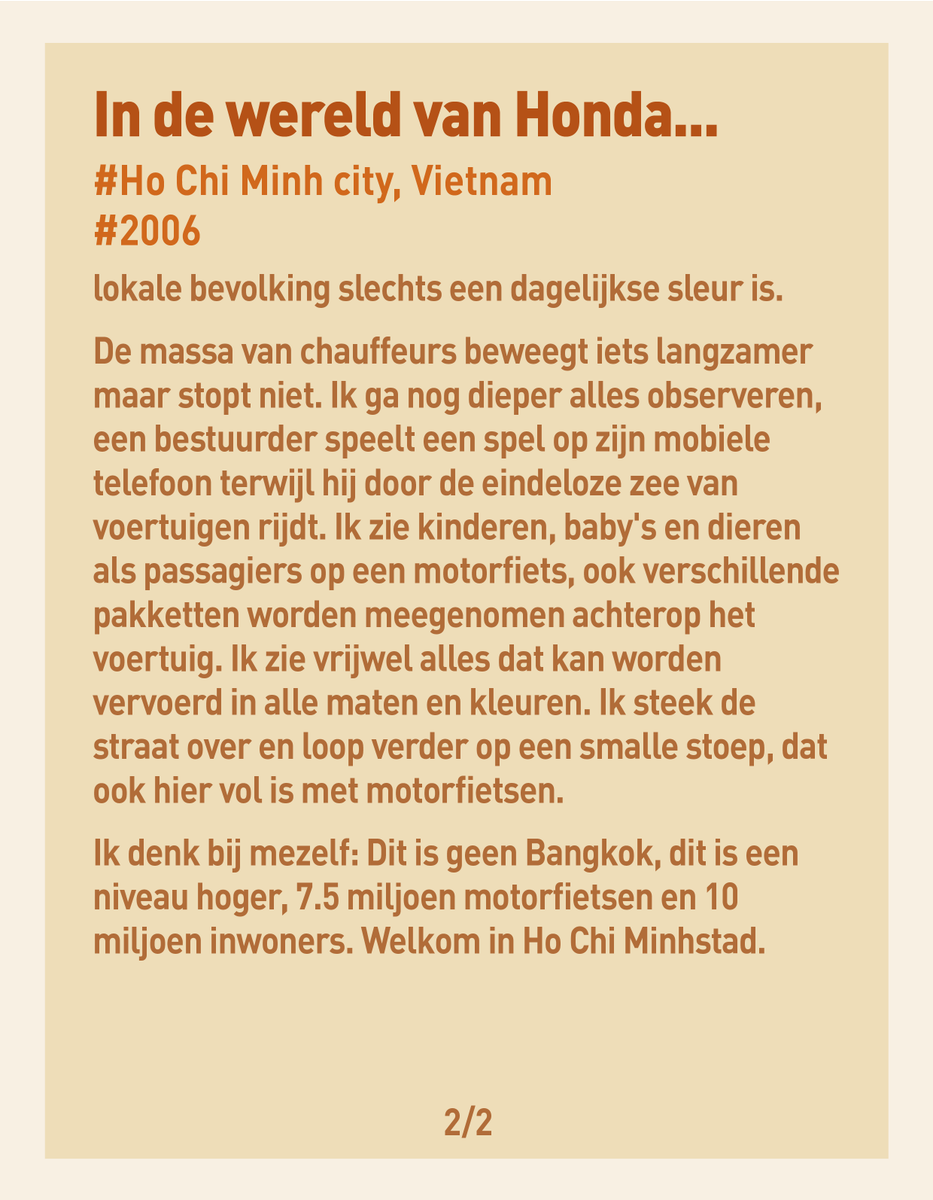 In de wereld van Honda...
#Ho Chi Minh city, Vietnam
#2006
lokale bevolking slechts een dagelijkse sleur is.
De massa van chauffeurs beweegt iets langzamer
maar stopt niet. Ik ga nog dieper alles observeren,
een bestuurder speelt een spel op zijn mobiele
telefoon terwijl hij door de eindeloze zee van
voertuigen rijdt. Ik zie kinderen, baby's en dieren
als passagiers op een motorfiets, ook verschillende
pakketten worden meegenomen achterop het
voertuig. Ik zie vrijwel alles dat kan worden
vervoerd in alle maten en kleuren. Ik steek de
straat over en loop verder op een smalle stoep, dat
ook hier vol is met motorfietsen.
Ik denk bij mezelf: Dit is geen Bangkok, dit is een
niveau hoger, 7.5 miljoen motorfietsen en 10
miljoen inwoners. Welkom in Ho Chi Minhstad.
2/2